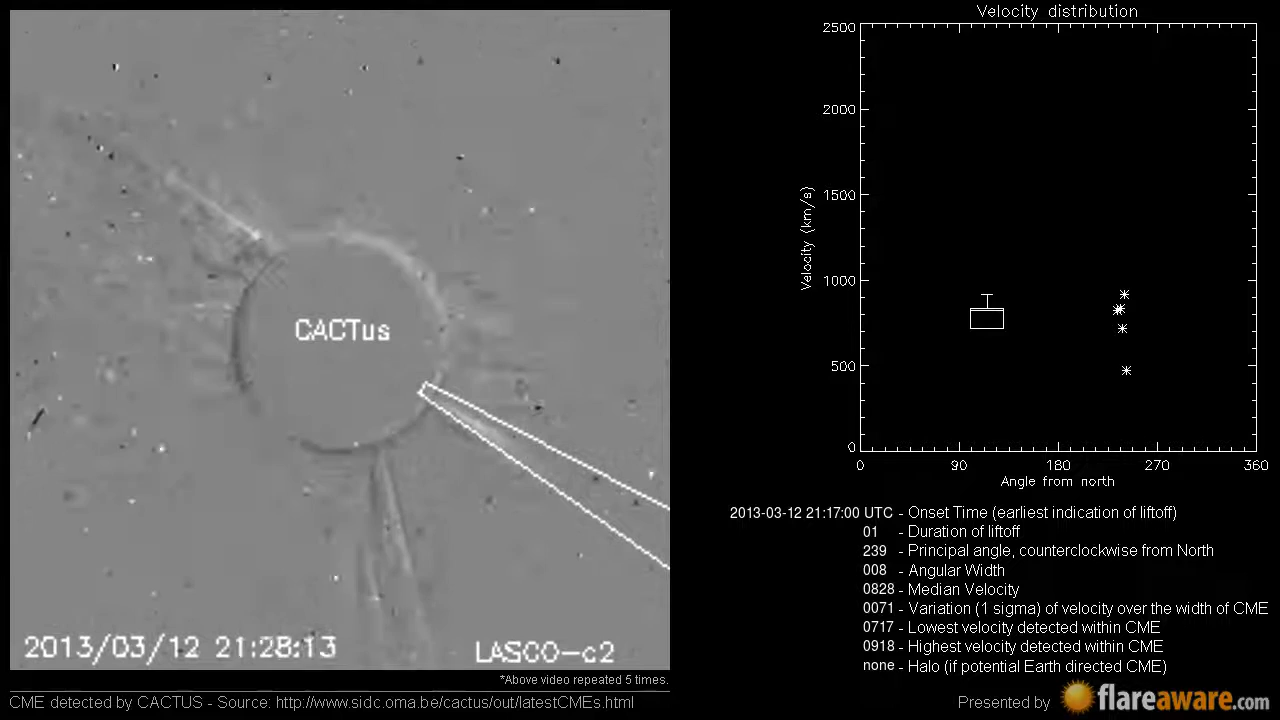 CACTus
2013/03/12 21:28:13
LASCO-c2
*Above video repeated 5 times.
CME detected by CACTUS - Source: http://www.sidc.oma.be/cactus/out/latestCMEs.html
Velocity distribution
2500
2000
1500
1000
500
0
Velocity (km/s)
0 90 180 270 360
Angle from north
2013-03-12 21:17:00 UTC - Onset Time (earliest indication of liftoff)
01 - Duration of liftoff
239 - Principal angle, counterclockwise from North
008 - Angular Width
0828 - Median Velocity
0071 - Variation (1 sigma) of velocity over the width of CME
0717 - Lowest velocity detected within CME
0918 - Highest velocity detected within CME
none - Halo (if potential Earth directed CME)
Presented by flareaware.com